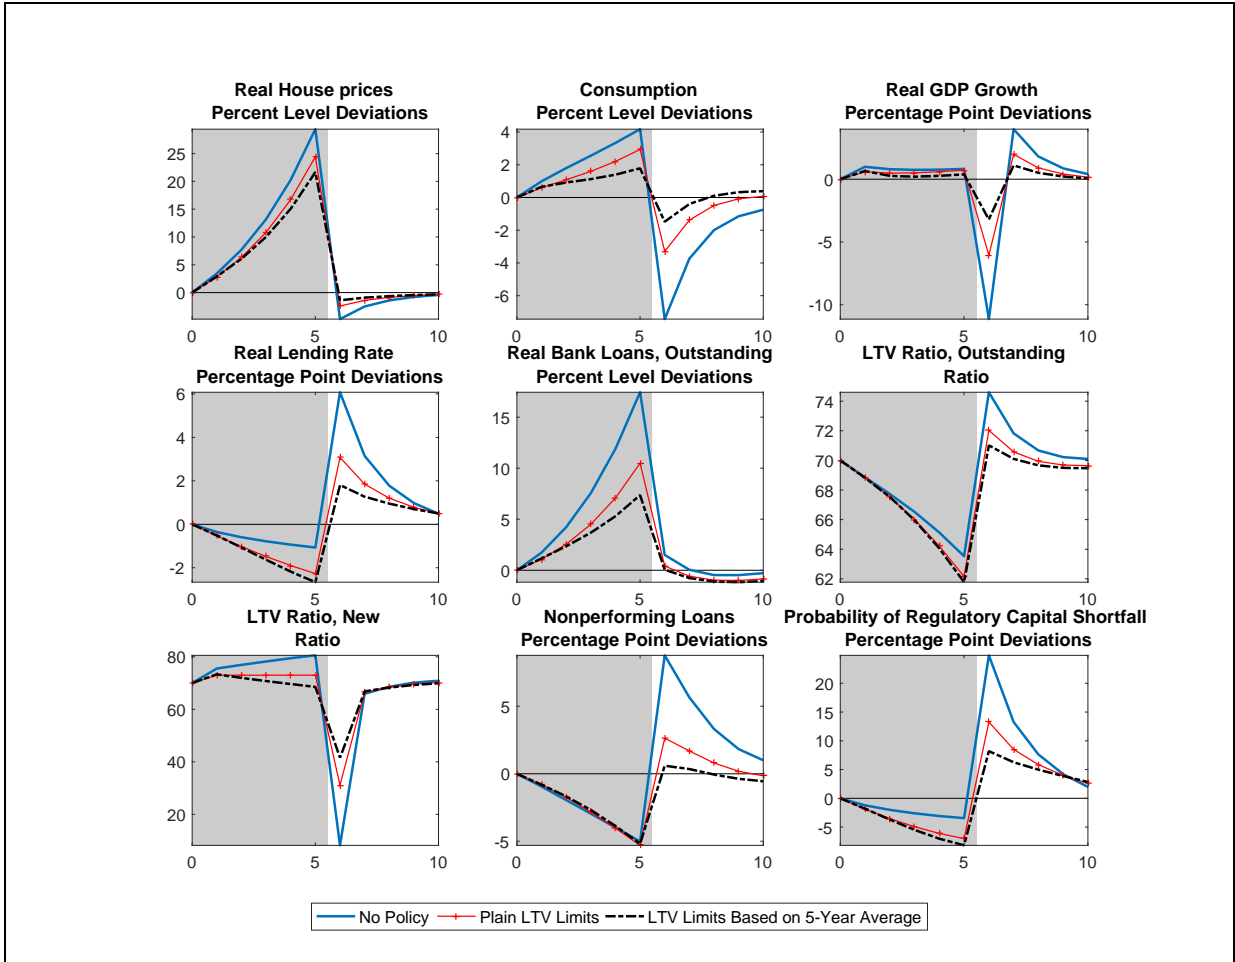 Real House prices
Percent Level Deviations
25
20
15
10
5
0
0 5 10
Consumption
Percent Level Deviations
4
2
0
-2
-4
-6
0 5 10
Real GDP Growth
Percentage Point Deviations
0
-5
-10
0 5 10
Real Lending Rate
Percentage Point Deviations
6
4
2
0
-2
0 5 10
Real Bank Loans, Outstanding
Percent Level Deviations
15
10
5
0
0 5 10
LTV Ratio, Outstanding
Ratio
74
72
70
68
66
64
62
0 5 10
LTV Ratio, New
Ratio
80
60
40
20
0 5 10
Nonperforming Loans
Percentage Point Deviations
5
0
-5
0 5 10
Probability of Regulatory Capital Shortfall
Percentage Point Deviations
20
15
10
5
0
-5
0 5 10
No Policy Plain LTV Limits LTV Limits Based on 5-Year Average